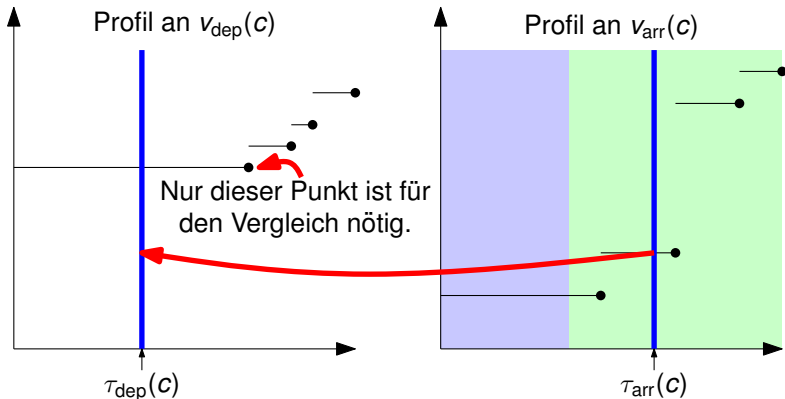 Profil an v_dep(c)
Profil an v_arr(c)
Nur dieser Punkt ist für
den Vergleich nötig.
τ_dep(c)
τ_arr(c)